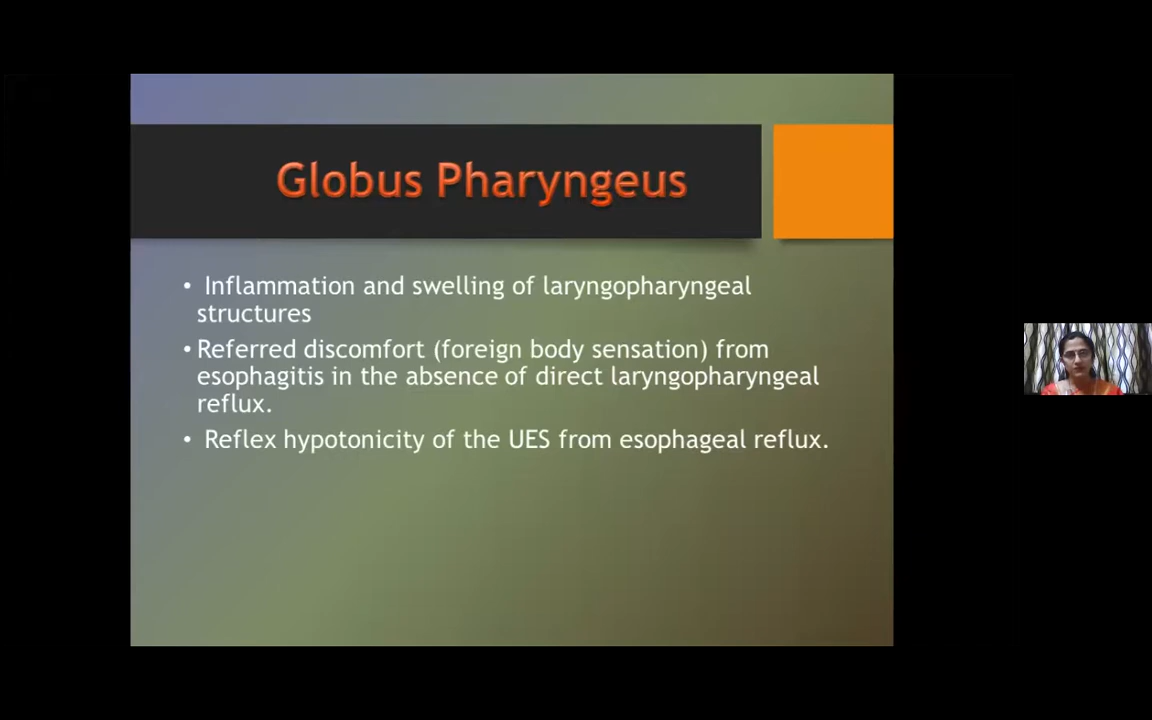 Globus Pharyngeus
• Inflammation and swelling of laryngopharyngeal
structures
• Referred discomfort (foreign body sensation) from
esophagitis in the absence of direct laryngopharyngeal
reflux.
• Reflex hypotonicity of the UES from esophageal reflux.